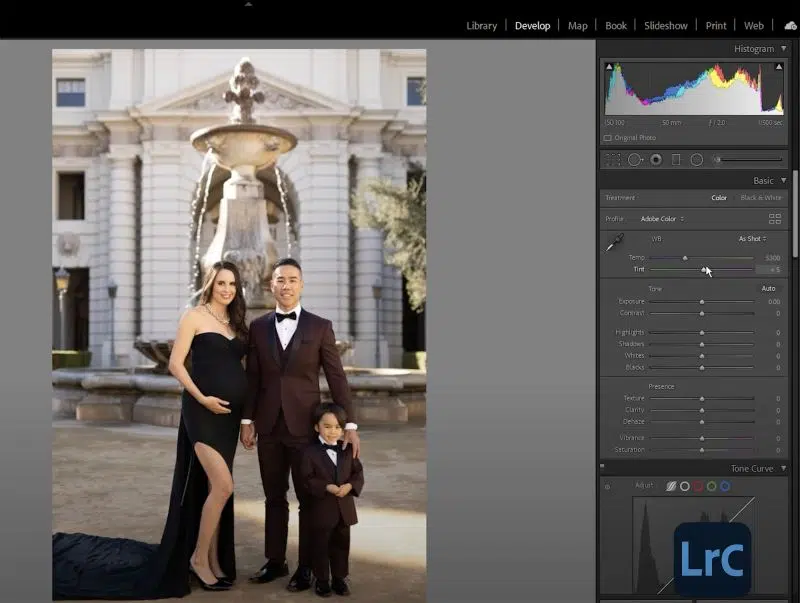 Library | Develop | Map | Book | Slideshow | Print | Web
Histogram
ISO 100 50 mm f / 2.0 1/500 sec
Original Photo
Basic
Treatment : Color Black & White
Profile : Adobe Color
WB : As Shot
Temp 5300
Tint + 5
Tone Auto
Exposure 0.00
Contrast 0
Highlights 0
Shadows 0
Whites 0
Blacks 0
Presence
Texture 0
Clarity 0
Dehaze 0
Vibrance 0
Saturation 0
Tone Curve
Adjust :
LrC